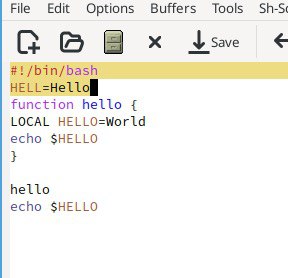 File Edit Options Buffers Tools Sh-Sc
Save
#!/bin/bash
HELL=Hello
function hello {
LOCAL HELLO=World
echo $HELLO
}
hello
echo $HELLO